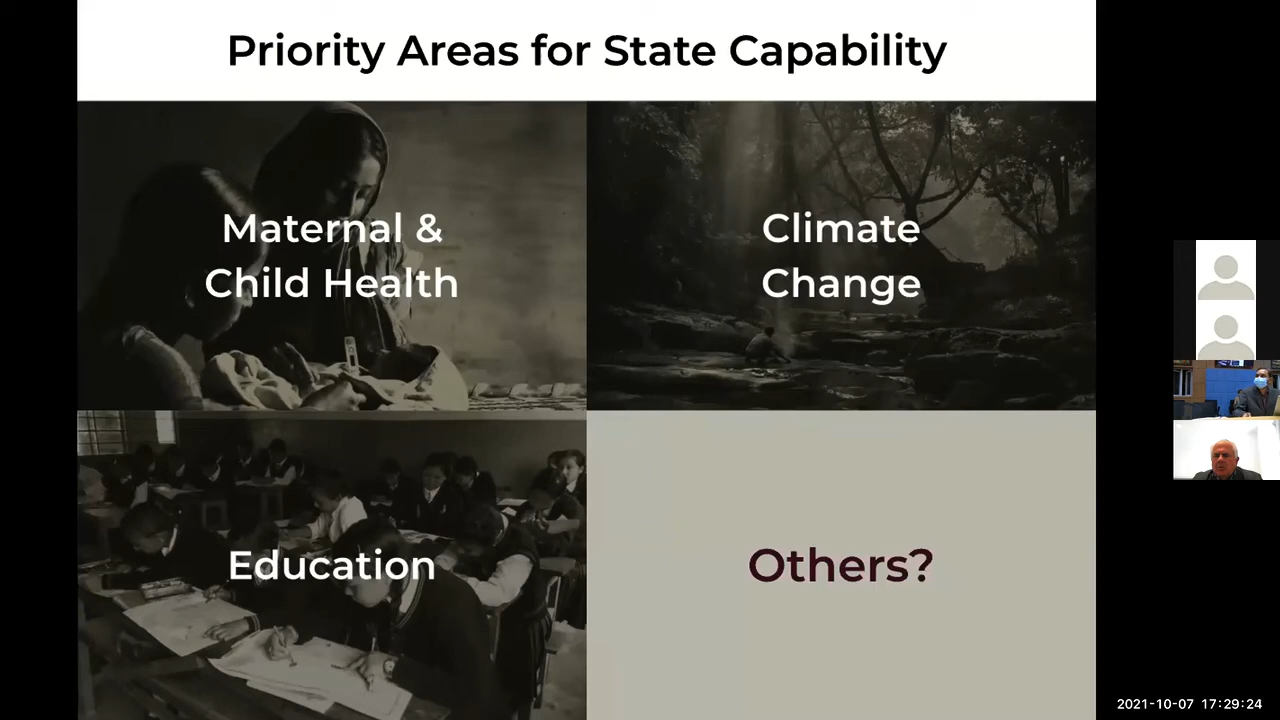 Priority Areas for State Capability
Maternal &
Child Health
Climate
Change
Education
Others?
2021-10-07 17:29:24